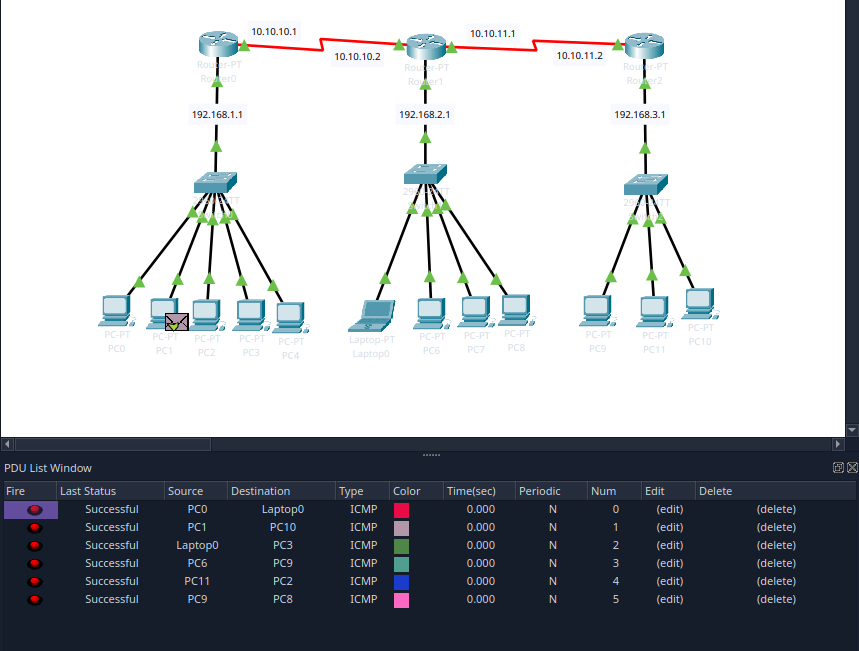 10.10.10.1
10.10.10.2
10.10.11.1
10.10.11.2
Router-PT
Router0
Router-PT
Router1
Router-PT
Router2
192.168.1.1
192.168.2.1
192.168.3.1
PC-PT
PC0
PC-PT
PC1
PC-PT
PC2
PC-PT
PC3
PC-PT
PC4
Laptop-PT
Laptop0
PC-PT
PC6
PC-PT
PC7
PC-PT
PC8
PC-PT
PC9
PC-PT
PC11
PC-PT
PC10
PDU List Window
Fire Last Status Source Destination Type Color Time(sec) Periodic Num Edit Delete
Successful PC0 Laptop0 ICMP 0.000 N 0 (edit) (delete)
Successful PC1 PC10 ICMP 0.000 N 1 (edit) (delete)
Successful Laptop0 PC3 ICMP 0.000 N 2 (edit) (delete)
Successful PC6 PC9 ICMP 0.000 N 3 (edit) (delete)
Successful PC11 PC2 ICMP 0.000 N 4 (edit) (delete)
Successful PC9 PC8 ICMP 0.000 N 5 (edit) (delete)